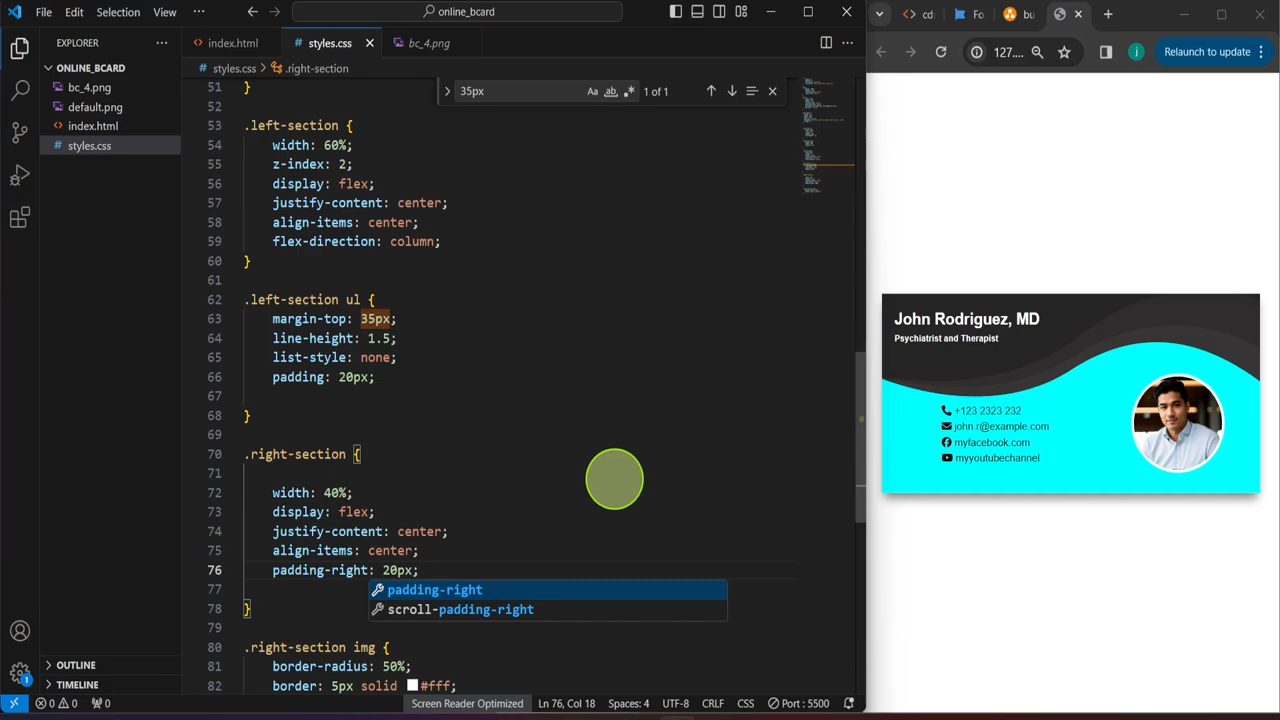 File Edit Selection View ··· online_bcard
EXPLORER ···
ONLINE_BCARD
bc_4.png
default.png
index.html
# styles.css
OUTLINE
TIMELINE
index.html # styles.css bc_4.png
# styles.css > .right-section
35px Aa ab 1 of 1
51 }
52
53 .left-section {
54 width: 60%;
55 z-index: 2;
56 display: flex;
57 justify-content: center;
58 align-items: center;
59 flex-direction: column;
60 }
61
62 .left-section ul {
63 margin-top: 35px;
64 line-height: 1.5;
65 list-style: none;
66 padding: 20px;
67
68 }
69
70 .right-section {
71
72 width: 40%;
73 display: flex;
74 justify-content: center;
75 align-items: center;
76 padding-right: 20px;
77
padding-right
scroll-padding-right
78 }
79
80 .right-section img {
81 border-radius: 50%;
82 border: 5px solid #fff;
1
0 0 0 Screen Reader Optimized Ln 76, Col 18 Spaces: 4 UTF-8 CRLF CSS Port : 5500
cd Fo bu
127.... i Relaunch to update
John Rodriguez, MD
Psychiatrist and Therapist
+123 2323 232
john.r@example.com
myfacebook.com
myyoutubechannel